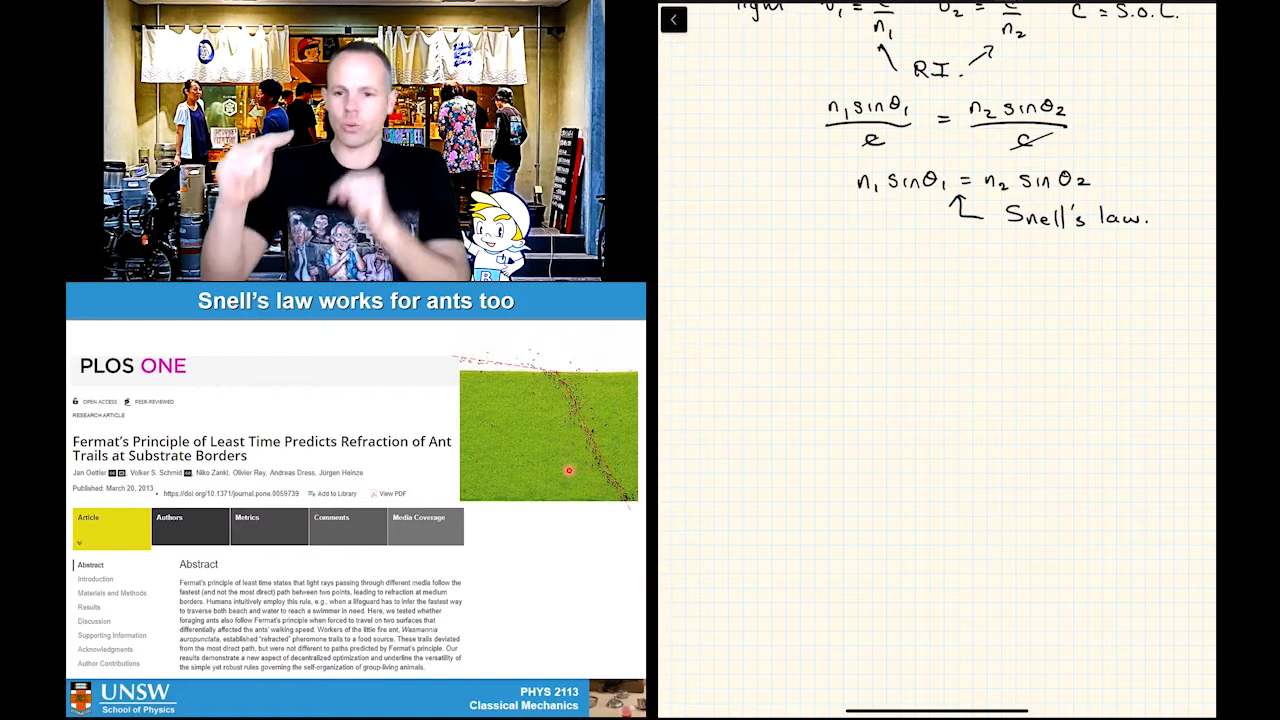 light v₁ = c/n₁ v₂ = c/n₂ C = S.O.L.
R.I.
n₁ sinθ₁ / c = n₂ sinθ₂ / c
n₁ sinθ₁ = n₂ sinθ₂
Snell's law.
Snell's law works for ants too
PLOS ONE
OPEN ACCESS PEER-REVIEWED
RESEARCH ARTICLE
Fermat's Principle of Least Time Predicts Refraction of Ant
Trails at Substrate Borders
Jan Oettler, Volker S. Schmid, Niko Zankl, Olivier Rey, Andreas Dress, Jürgen Heinze
Published: March 20, 2013 • https://doi.org/10.1371/journal.pone.0059739 Add to Library View PDF
Article Authors Metrics Comments Media Coverage
Abstract
Introduction
Materials and Methods
Results
Discussion
Supporting Information
Acknowledgments
Author Contributions
Abstract
Fermat's principle of least time states that light rays passing through different media follow the
fastest (and not the most direct) path between two points, leading to refraction at medium
borders. Humans intuitively employ this rule, e.g., when a lifeguard has to infer the fastest way
to traverse both beach and water to reach a swimmer in need. Here, we tested whether
foraging ants also follow Fermat's principle when forced to travel on two surfaces that
differentially affected the ants' walking speed. Workers of the little fire ant, Wasmannia
auropunctata, established "refracted" pheromone trails to a food source. These trails deviated
from the most direct path, but were not different to paths predicted by Fermat's principle. Our
results demonstrate a new aspect of decentralized optimization and underline the versatility of
the simple yet robust rules governing the self-organization of group-living animals.
UNSW
School of Physics
PHYS 2113
Classical Mechanics